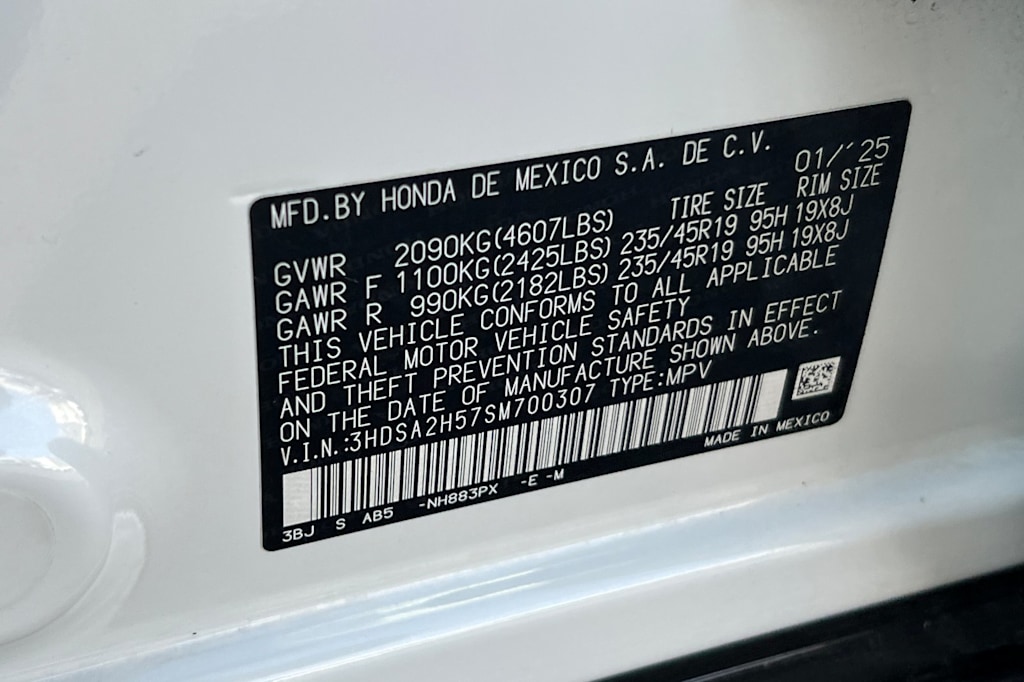 MFD.BY HONDA DE MEXICO S.A. DE C.V. 01/´25
TIRE SIZE RIM SIZE
GVWR 2090KG(4607LBS)
GAWR F 1100KG(2425LBS) 235/45R19 95H 19X8J
GAWR R 990KG(2182LBS) 235/45R19 95H 19X8J
THIS VEHICLE CONFORMS TO ALL APPLICABLE
FEDERAL MOTOR VEHICLE SAFETY
AND THEFT PREVENTION STANDARDS IN EFFECT
ON THE DATE OF MANUFACTURE SHOWN ABOVE.
V.I.N.:3HDSA2H57SM700307 TYPE:MPV
3BJ S AB5 -NH883PX -E -M
MADE IN MEXICO